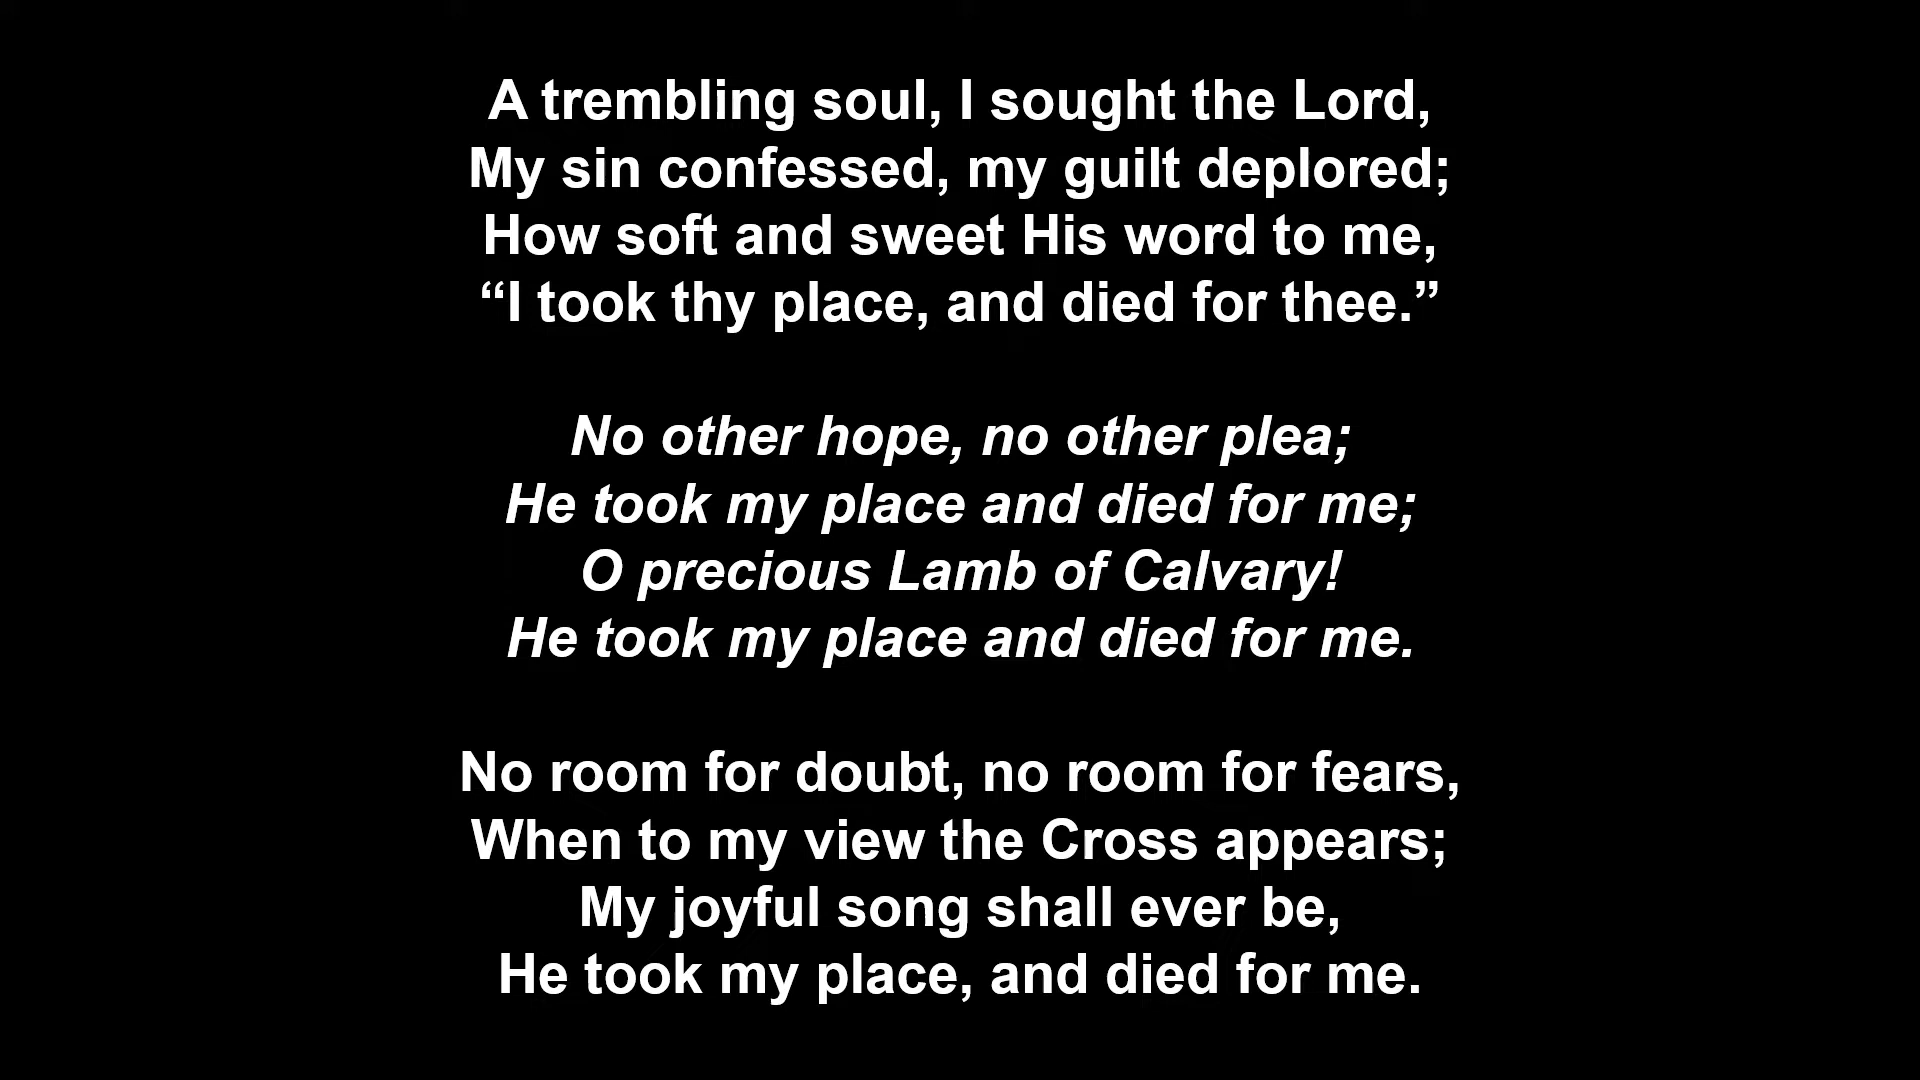 A trembling soul, I sought the Lord,
My sin confessed, my guilt deplored;
How soft and sweet His word to me,
“I took thy place, and died for thee.”
No other hope, no other plea;
He took my place and died for me;
O precious Lamb of Calvary!
He took my place and died for me.
No room for doubt, no room for fears,
When to my view the Cross appears;
My joyful song shall ever be,
He took my place, and died for me.